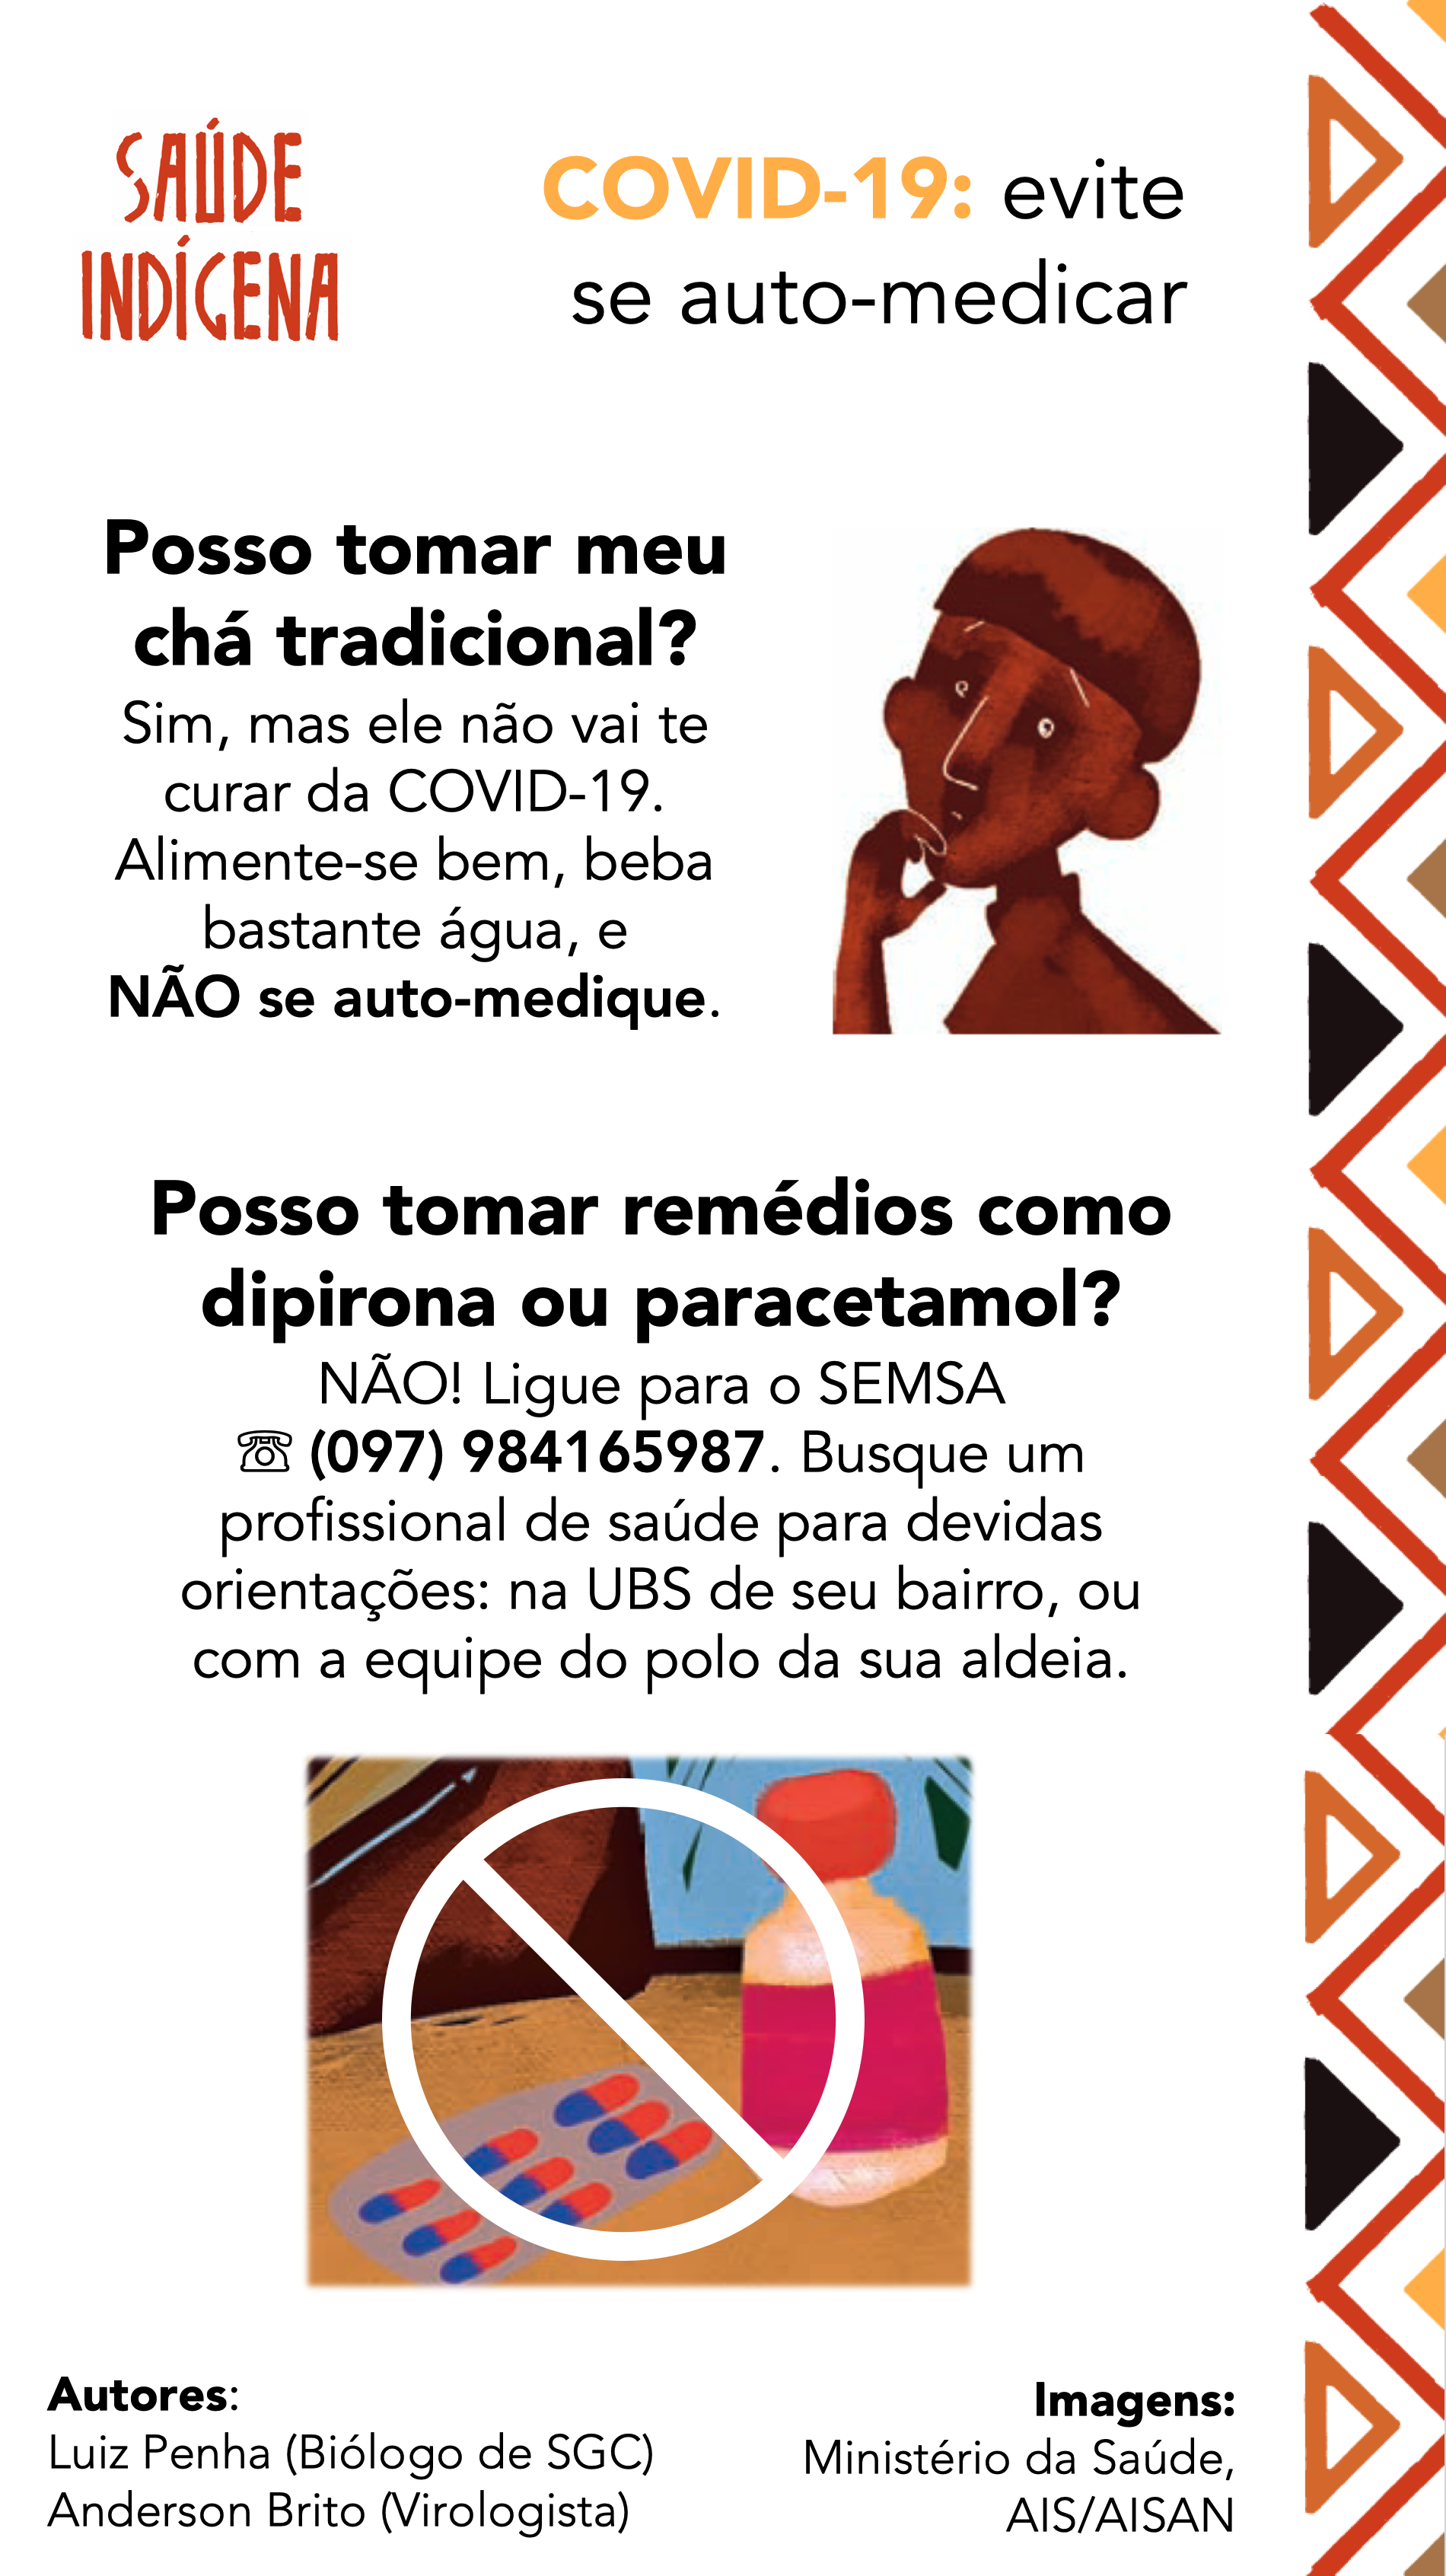 SAÚDE
INDÍGENA
COVID-19: evite
se auto-medicar
Posso tomar meu
chá tradicional?
Sim, mas ele não vai te
curar da COVID-19.
Alimente-se bem, beba
bastante água, e
NÃO se auto-medique.
Posso tomar remédios como
dipirona ou paracetamol?
NÃO! Ligue para o SEMSA
☏ (097) 984165987. Busque um
profissional de saúde para devidas
orientações: na UBS de seu bairro, ou
com a equipe do polo da sua aldeia.
Autores:
Luiz Penha (Biólogo de SGC)
Anderson Brito (Virologista)
Imagens:
Ministério da Saúde,
AIS/AISAN